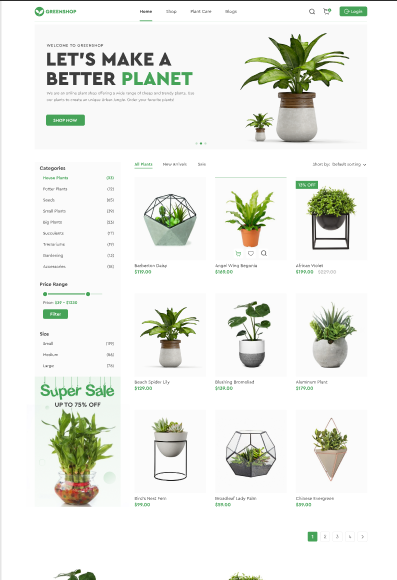 GREENSHOP
Home
Shop
Plant Care
Blogs
Login
WELCOME TO GREENSHOP
LET'S MAKE A
BETTER PLANET
We are an online plant shop offering a wide range of cheap and trendy plants. Use
our plants to create an unique Urban Jungle. Order your favorite plants!
SHOP NOW
Categories
House Plants (33)
Potter Plants (12)
Seeds (65)
Small Plants (39)
Big Plants (23)
Succulents (17)
Terrariums (19)
Gardening (13)
Accessories (18)
Price Range
Filter
Size
Small (119)
Medium (86)
Large (78)
Super Sale
UP TO 75% OFF
All Plants
New Arrivals
Sale
Short by: Default sorting
Barberton Daisy
$119.00
Angel Wing Begonia
$169.00
13% OFF
African Violet
$199.00 $229.00
Beach Spider Lily
$129.00
Blushing Bromeliad
$139.00
Aluminum Plant
$179.00
Bird's Nest Fern
$99.00
Broadleaf Lady Palm
$59.00
Chinese Evergreen
$39.00
1
2
3
4